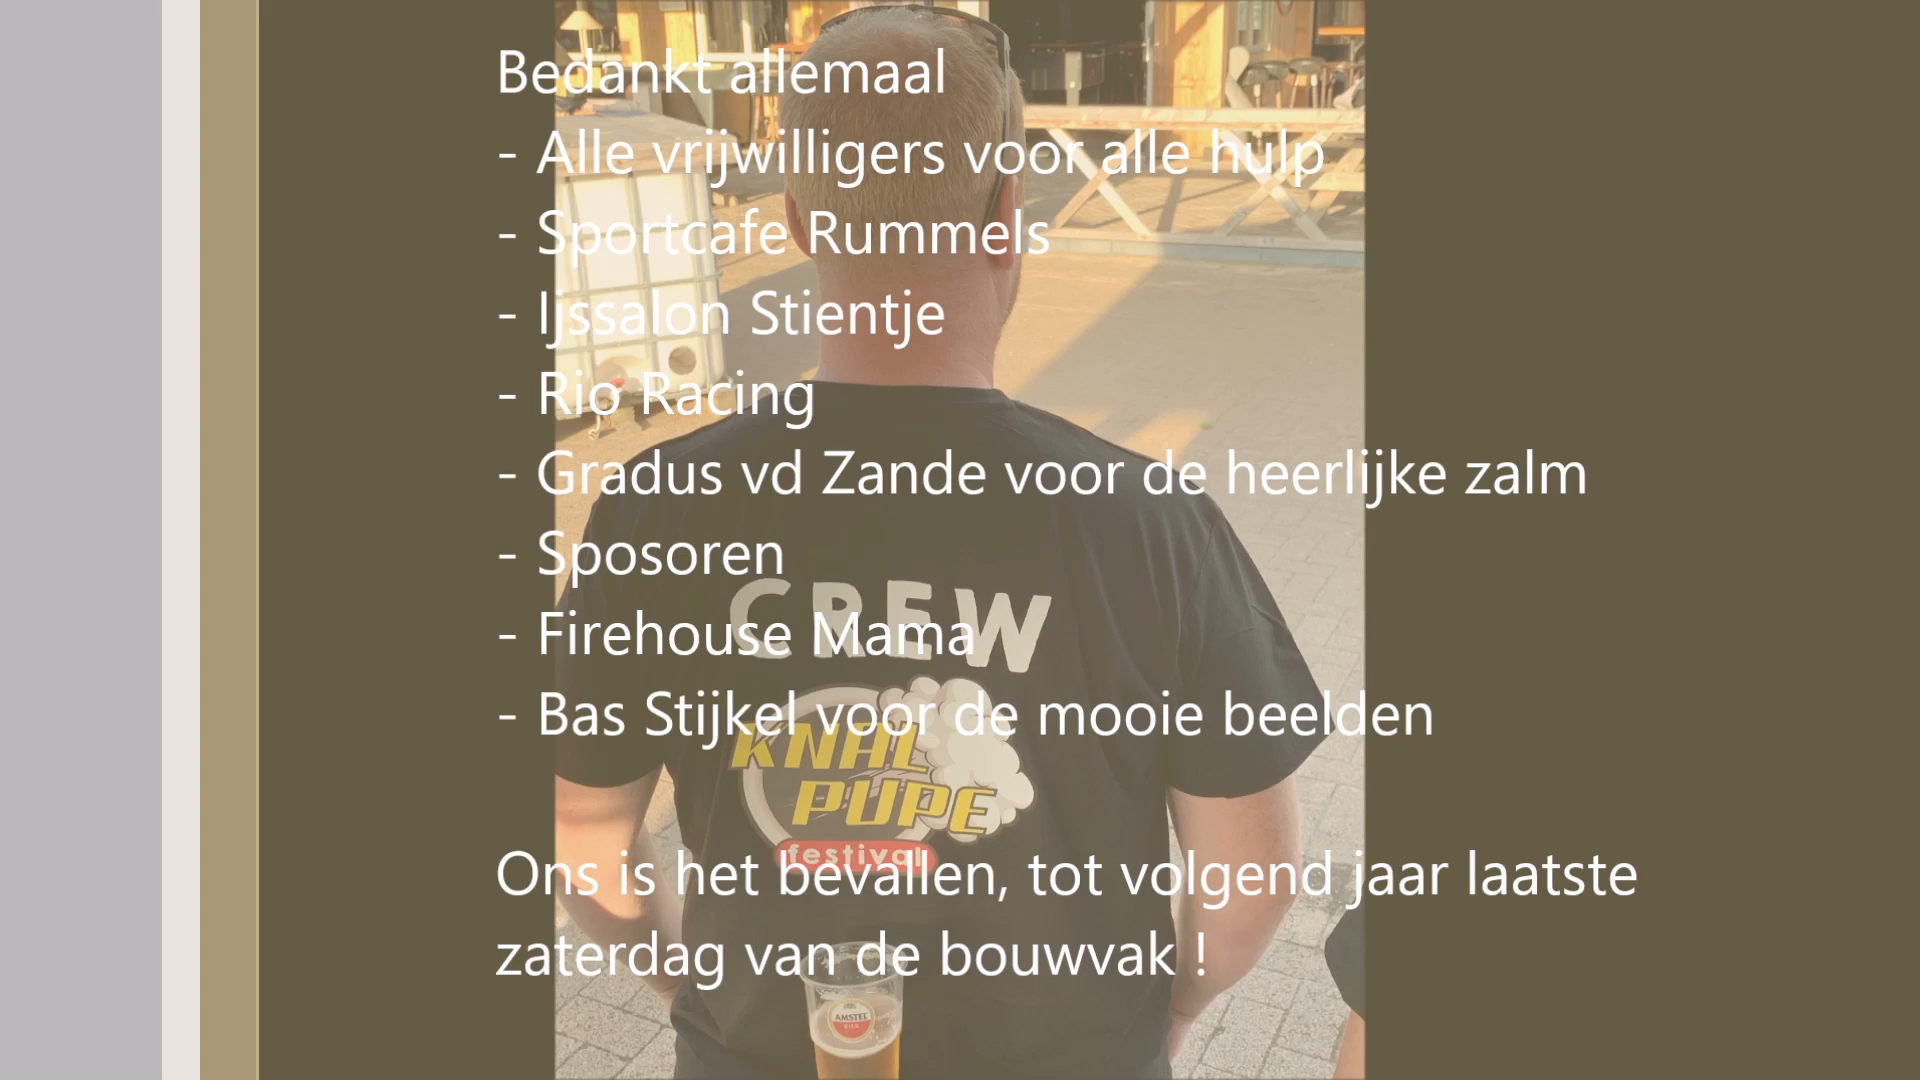 Bedankt allemaal
- Alle vrijwilligers voor alle hulp
- Sportcafe Rummels
- Ijssalon Stientje
- Rio Racing
- Gradus vd Zande voor de heerlijke zalm
- Sposoren
- Firehouse Mama
- Bas Stijkel voor de mooie beelden
Ons is het bevallen, tot volgend jaar laatste
zaterdag van de bouwvak !
CREW
KNAL
PUPE
festival
AMSTEL
BIER